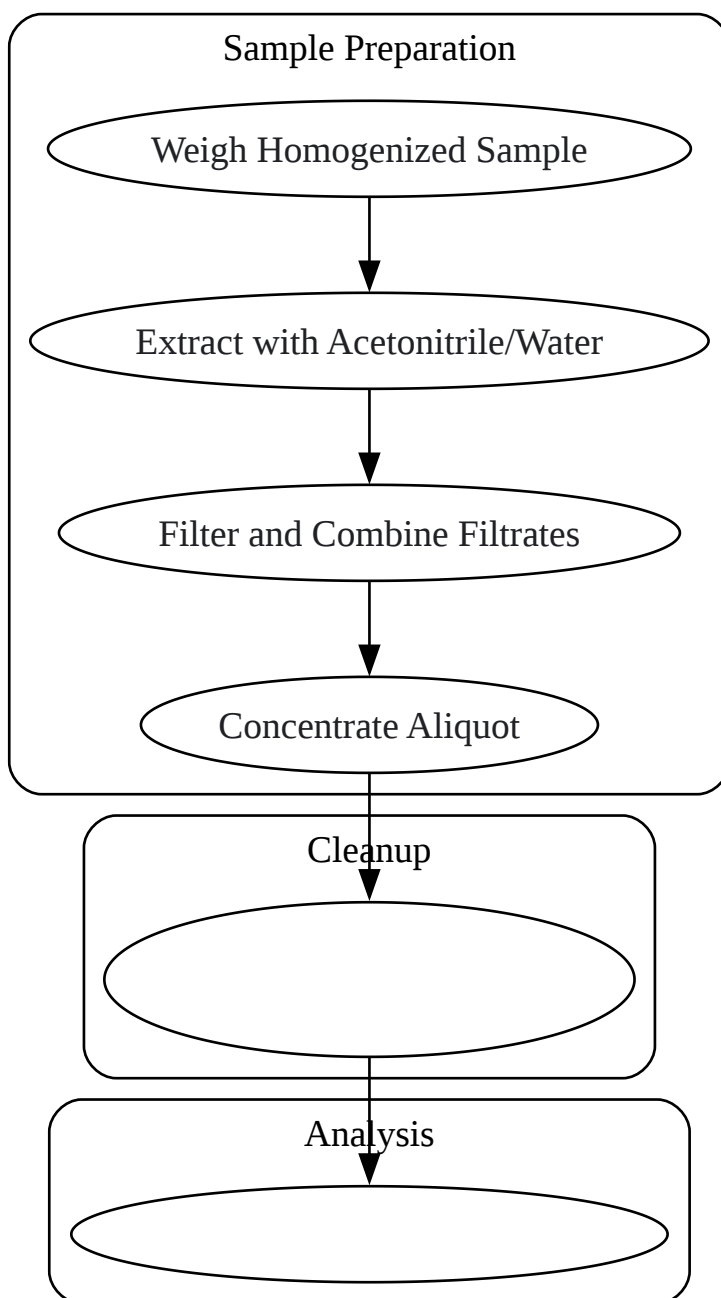 Sample Preparation
Weigh Homogenized Sample
Extract with Acetonitrile/Water
Filter and Combine Filtrates
Concentrate Aliquot
Cleanup
Analysis